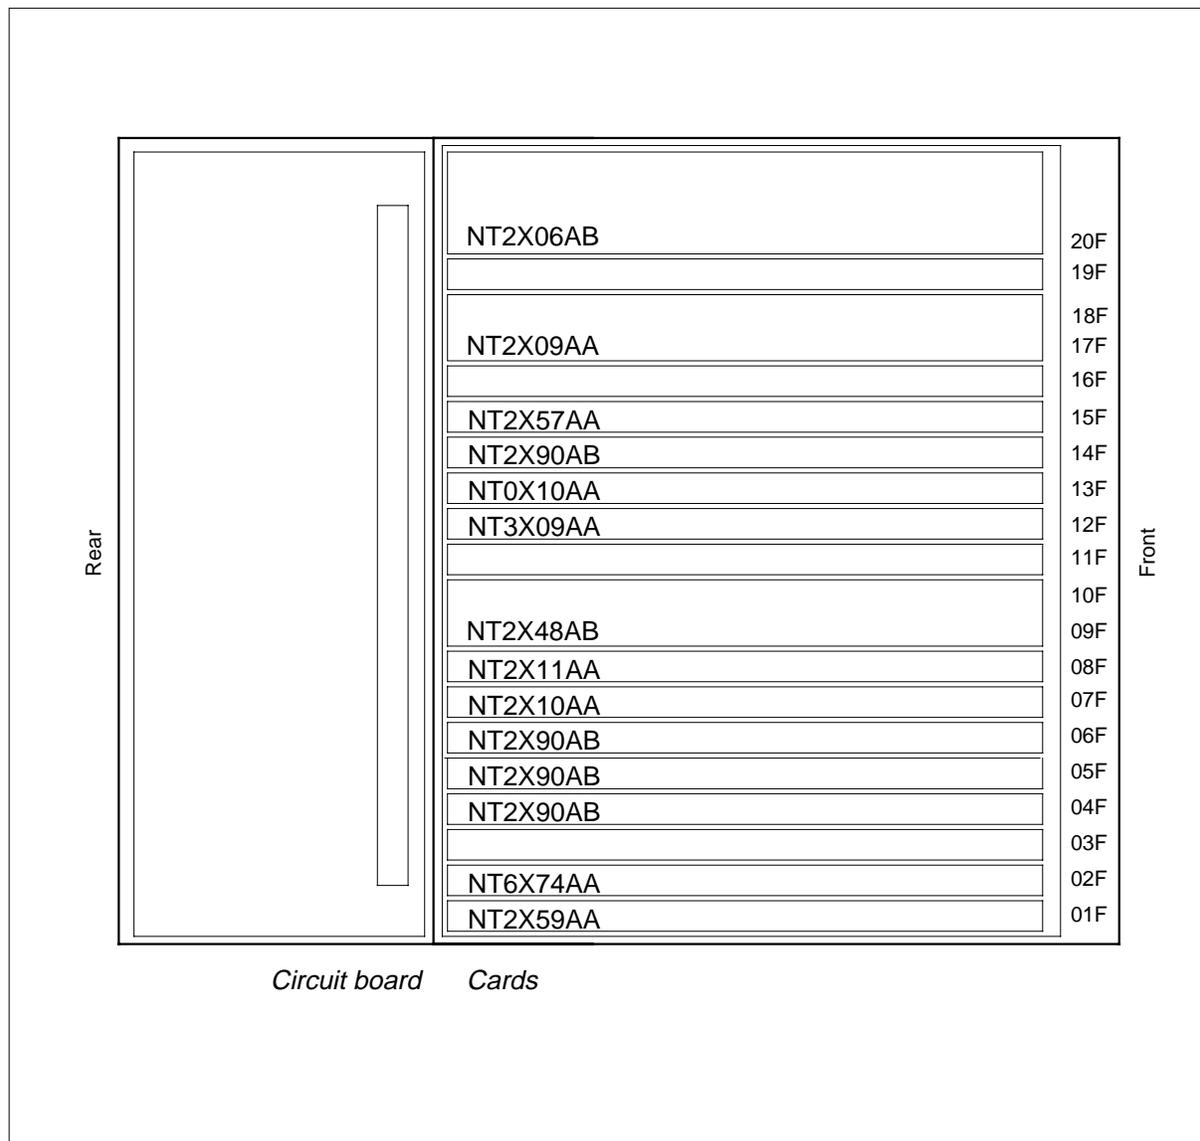 NT2X06AB 20F
19F
18F
NT2X09AA 17F
16F
NT2X57AA 15F
NT2X90AB 14F
NT0X10AA 13F
NT3X09AA 12F
Rear
11F
Front
10F
NT2X48AB 09F
NT2X11AA 08F
NT2X10AA 07F
NT2X90AB 06F
NT2X90AB 05F
NT2X90AB 04F
03F
NT6X74AA 02F
NT2X59AA 01F
Circuit board Cards